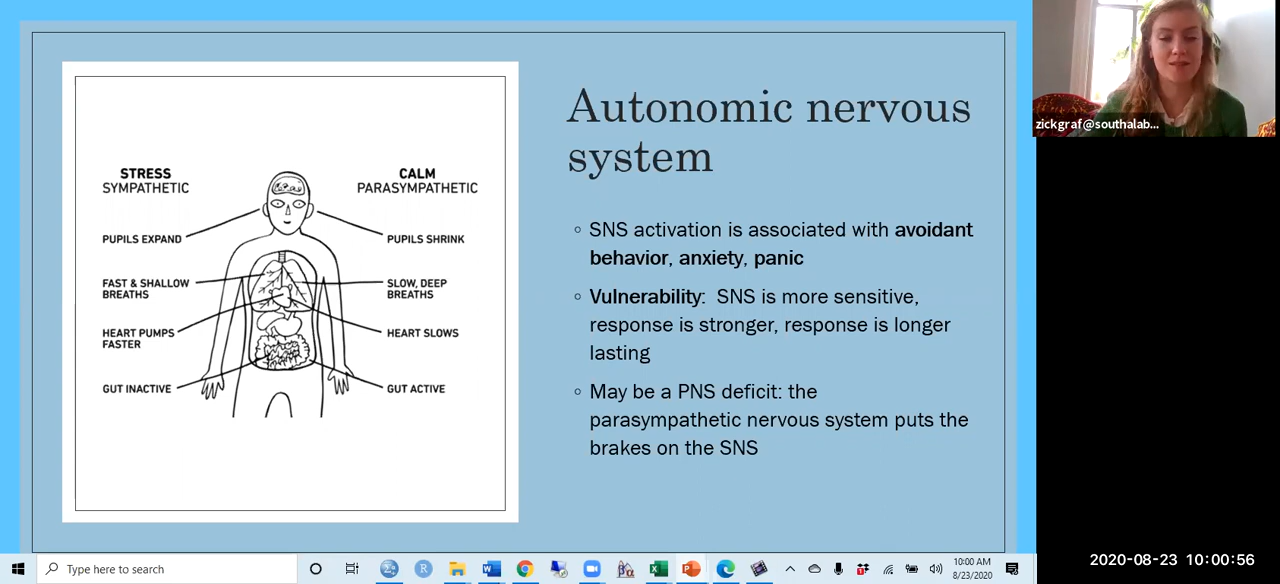 Autonomic nervous
system
STRESS
SYMPATHETIC
CALM
PARASYMPATHETIC
PUPILS EXPAND
PUPILS SHRINK
FAST & SHALLOW
BREATHS
SLOW, DEEP
BREATHS
HEART PUMPS
FASTER
HEART SLOWS
GUT INACTIVE
GUT ACTIVE
◦ SNS activation is associated with avoidant
behavior, anxiety, panic
◦ Vulnerability: SNS is more sensitive,
response is stronger, response is longer
lasting
◦ May be a PNS deficit: the
parasympathetic nervous system puts the
brakes on the SNS
zickgraf@southalab...
Type here to search
10:00 AM
8/23/2020
2020-08-23 10:00:56